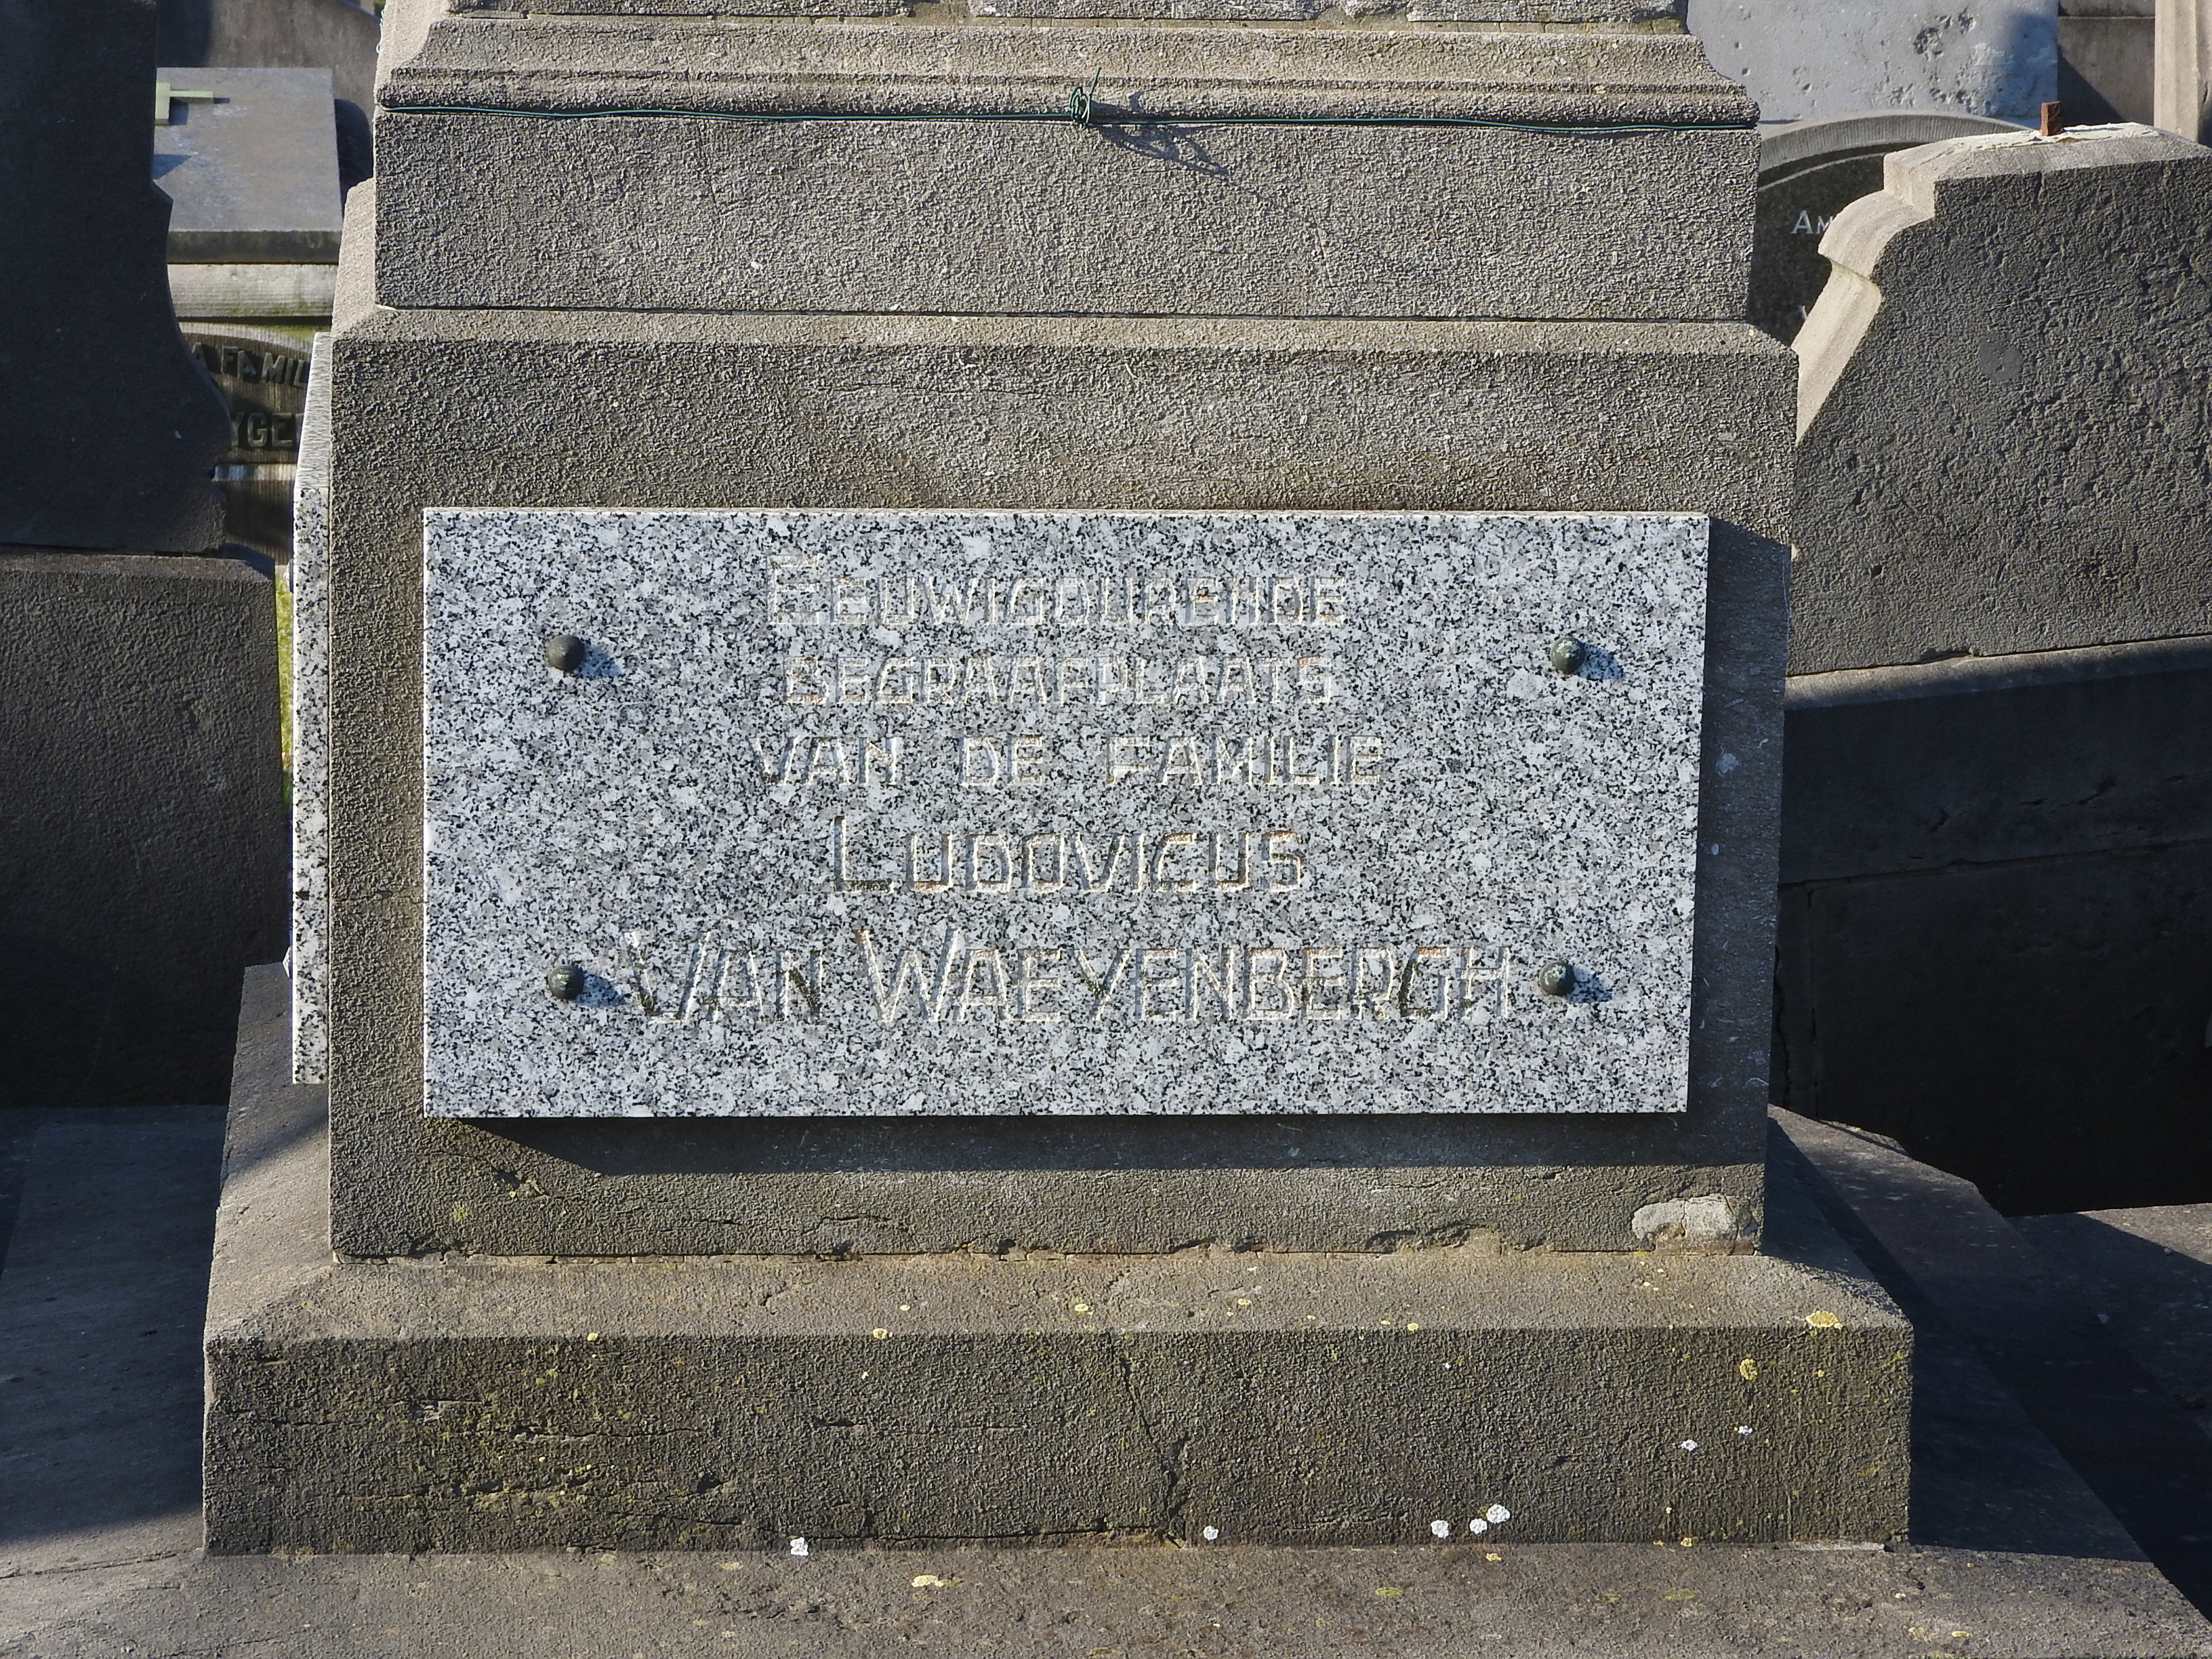 EEUWIGDURENDE
BEGRAAFPLAATS
VAN DE FAMILIE
LUDOVICUS
VAN WAEYENBERGH